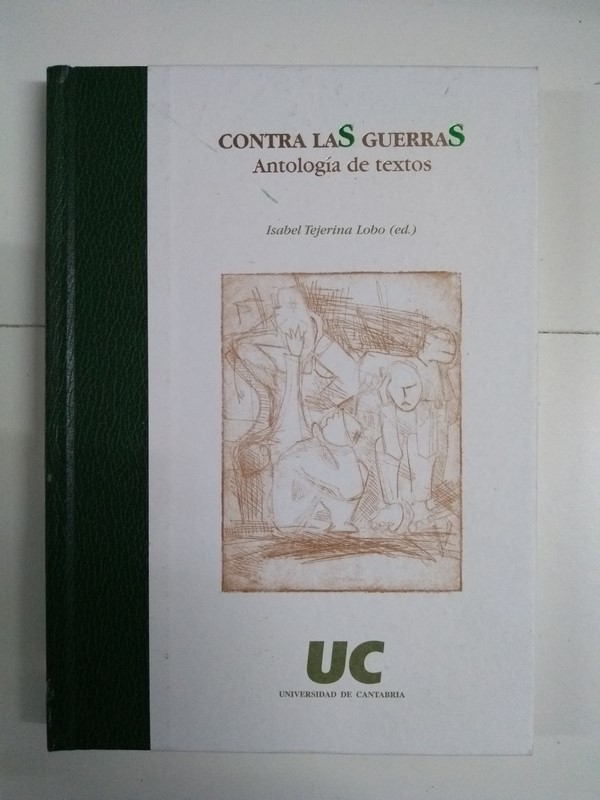 CONTRA LAS GUERRAS
Antología de textos
Isabel Tejerina Lobo (ed.)
UC
UNIVERSIDAD DE CANTABRIA